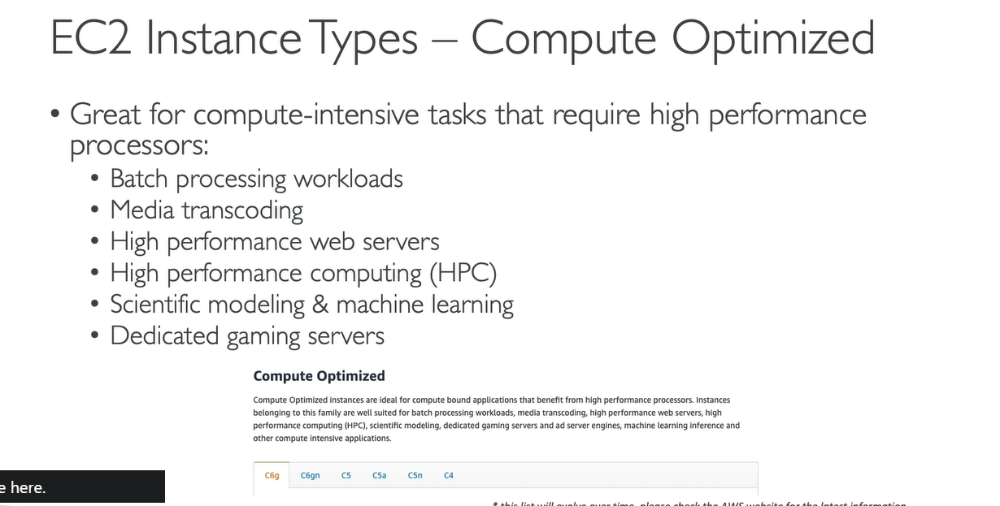 EC2 Instance Types – Compute Optimized
• Great for compute-intensive tasks that require high performance
processors:
• Batch processing workloads
• Media transcoding
• High performance web servers
• High performance computing (HPC)
• Scientific modeling & machine learning
• Dedicated gaming servers
Compute Optimized
Compute Optimized instances are ideal for compute bound applications that benefit from high performance processors. Instances
belonging to this family are well suited for batch processing workloads, media transcoding, high performance web servers, high
performance computing (HPC), scientific modeling, dedicated gaming servers and ad server engines, machine learning inference and
other compute intensive applications.
C6g C6gn C5 C5a C5n C4
e here.
* this list will evolve over time, please check the AWS website for the latest information